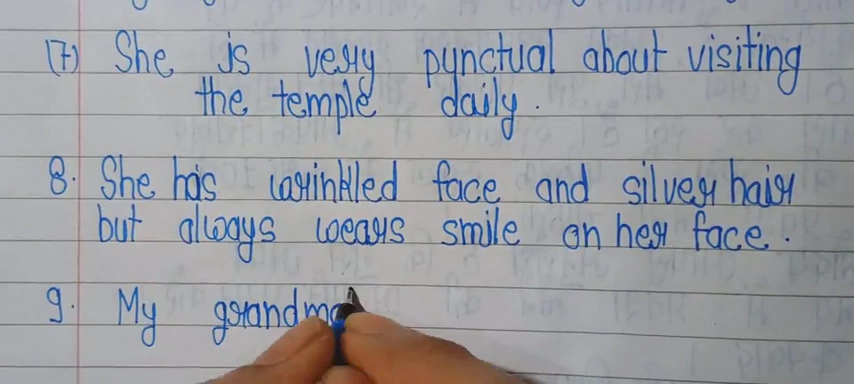 (7) She is very punctual about visiting
the temple daily.
8. She has wrinkled face and silver hair
but always wears smile on her face.
9. My grandma